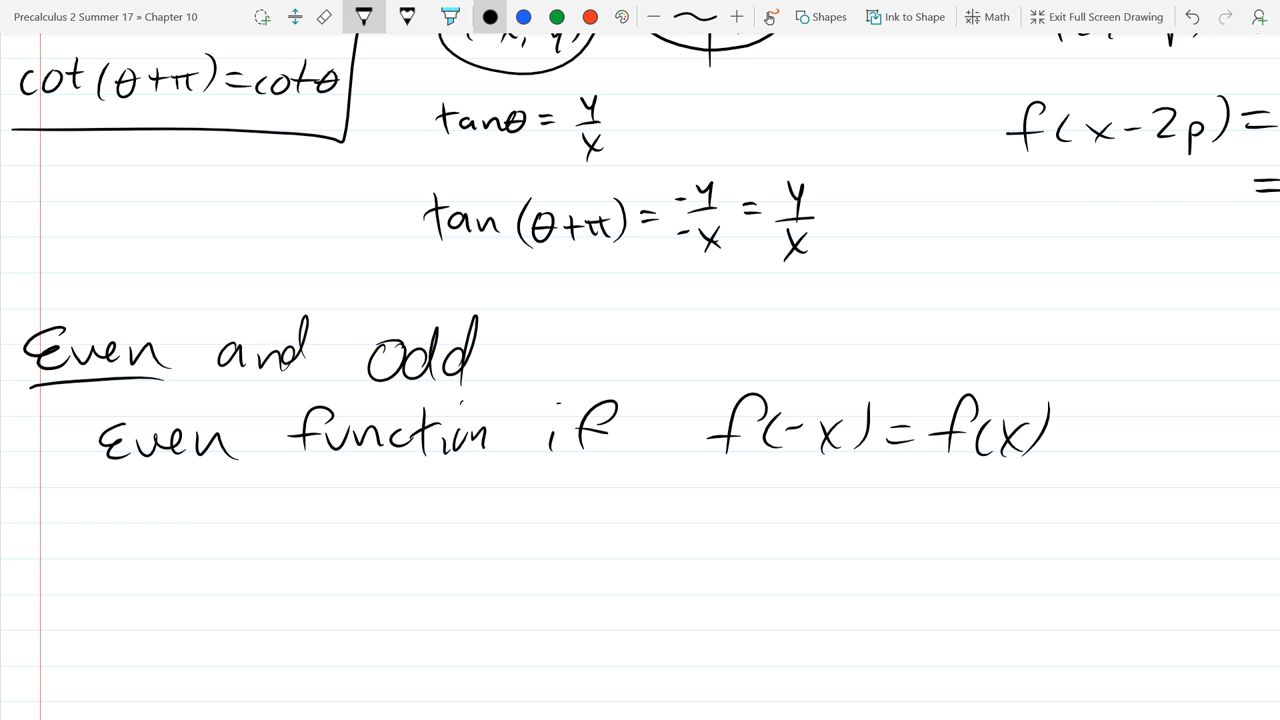 Precalculus 2 Summer 17 » Chapter 10
Shapes
Ink to Shape
Math
Exit Full Screen Drawing
cot(θ+π)=cotθ
tanθ = y/x
tan(θ+π) = -y/-x = y/x
f(x-2p) =
=
Even and odd
Even function if f(-x) = f(x)